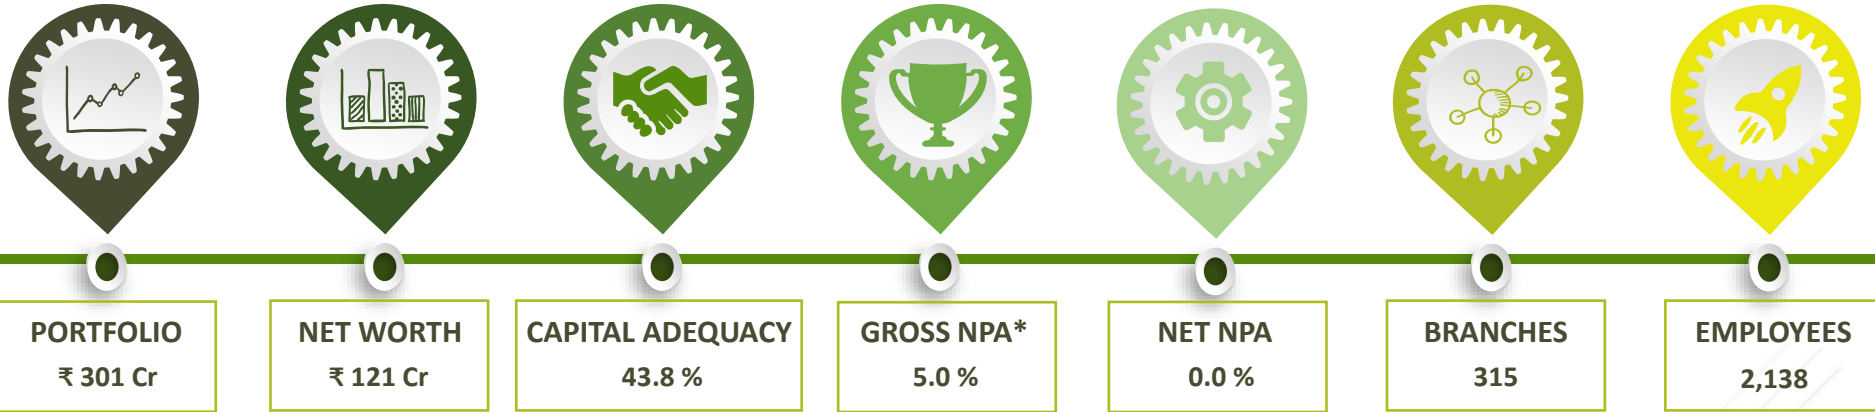 PORTFOLIO
₹ 301 Cr
NET WORTH
₹ 121 Cr
CAPITAL ADEQUACY
43.8 %
GROSS NPA*
5.0 %
NET NPA
0.0 %
BRANCHES
315
EMPLOYEES
2,138